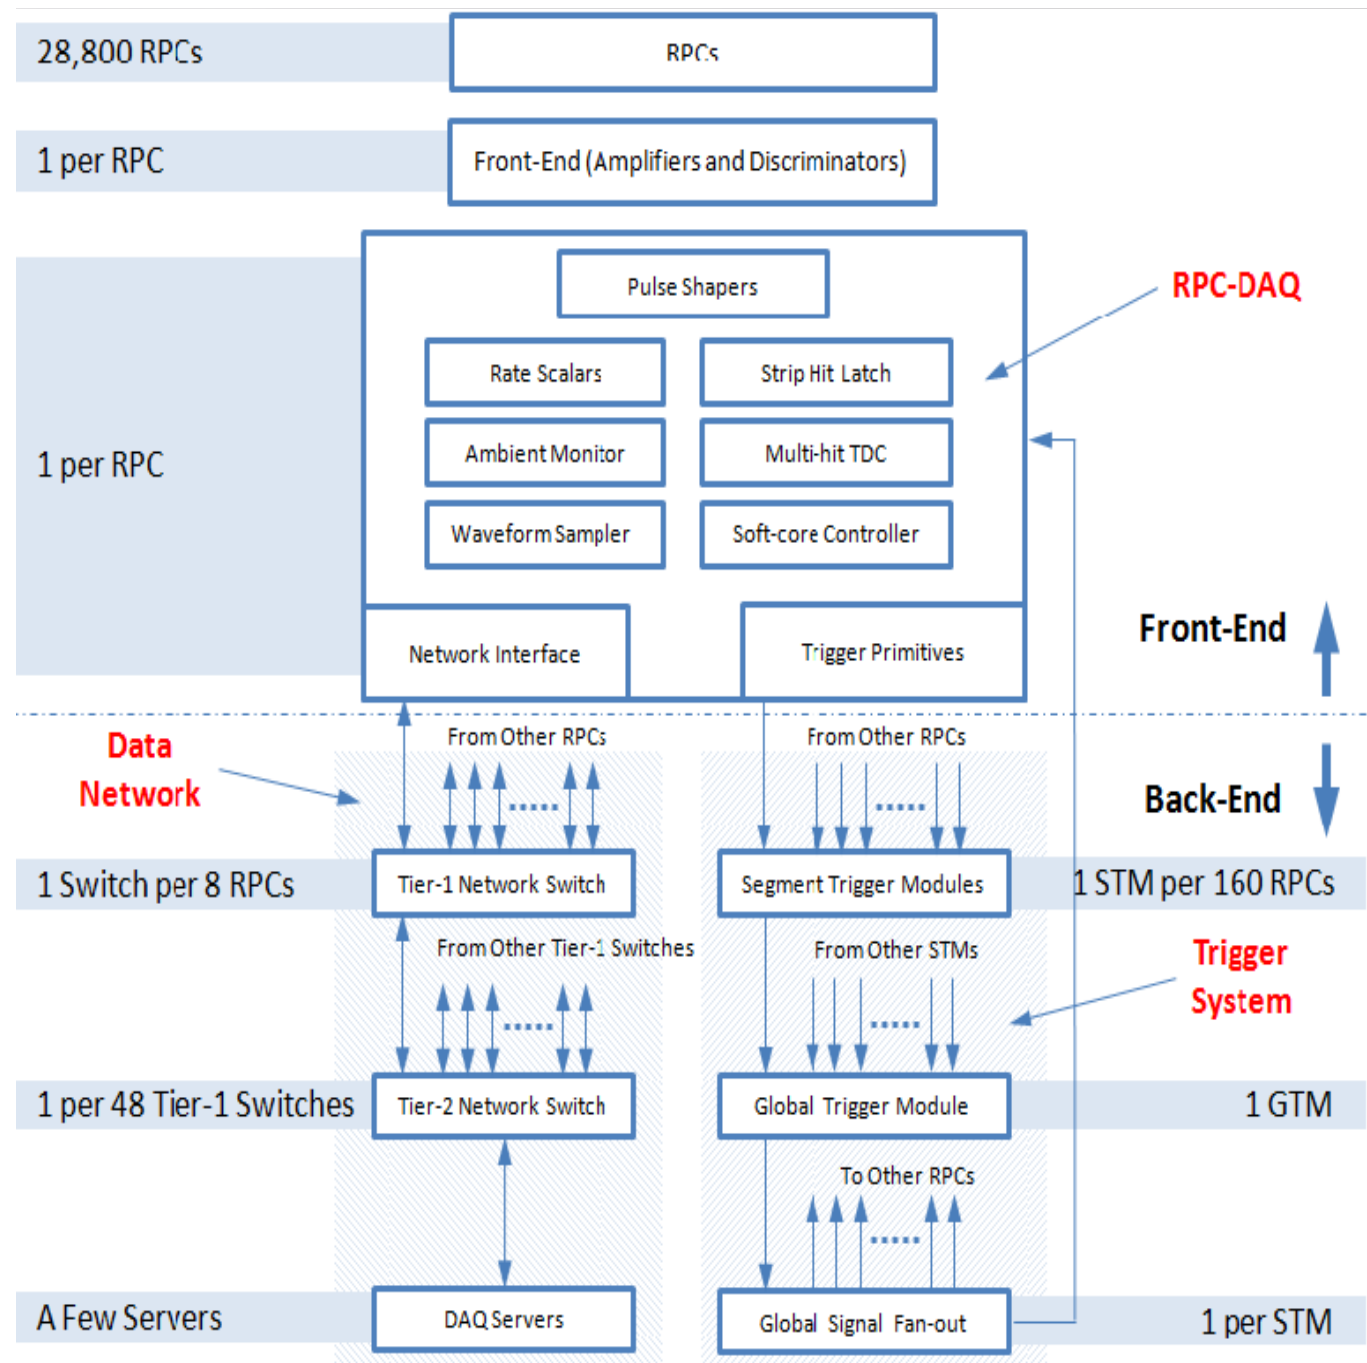 28,800 RPCs
RPCs
1 per RPC
Front-End (Amplifiers and Discriminators)
1 per RPC
Pulse Shapers
Rate Scalars
Strip Hit Latch
Ambient Monitor
Multi-hit TDC
Waveform Sampler
Soft-core Controller
Network Interface
Trigger Primitives
RPC-DAQ
Front-End
Back-End
Data
Network
From Other RPCs
From Other RPCs
1 Switch per 8 RPCs
Tier-1 Network Switch
Segment Trigger Modules
1 STM per 160 RPCs
From Other Tier-1 Switches
From Other STMs
Trigger
System
1 per 48 Tier-1 Switches
Tier-2 Network Switch
Global Trigger Module
1 GTM
To Other RPCs
A Few Servers
DAQ Servers
Global Signal Fan-out
1 per STM